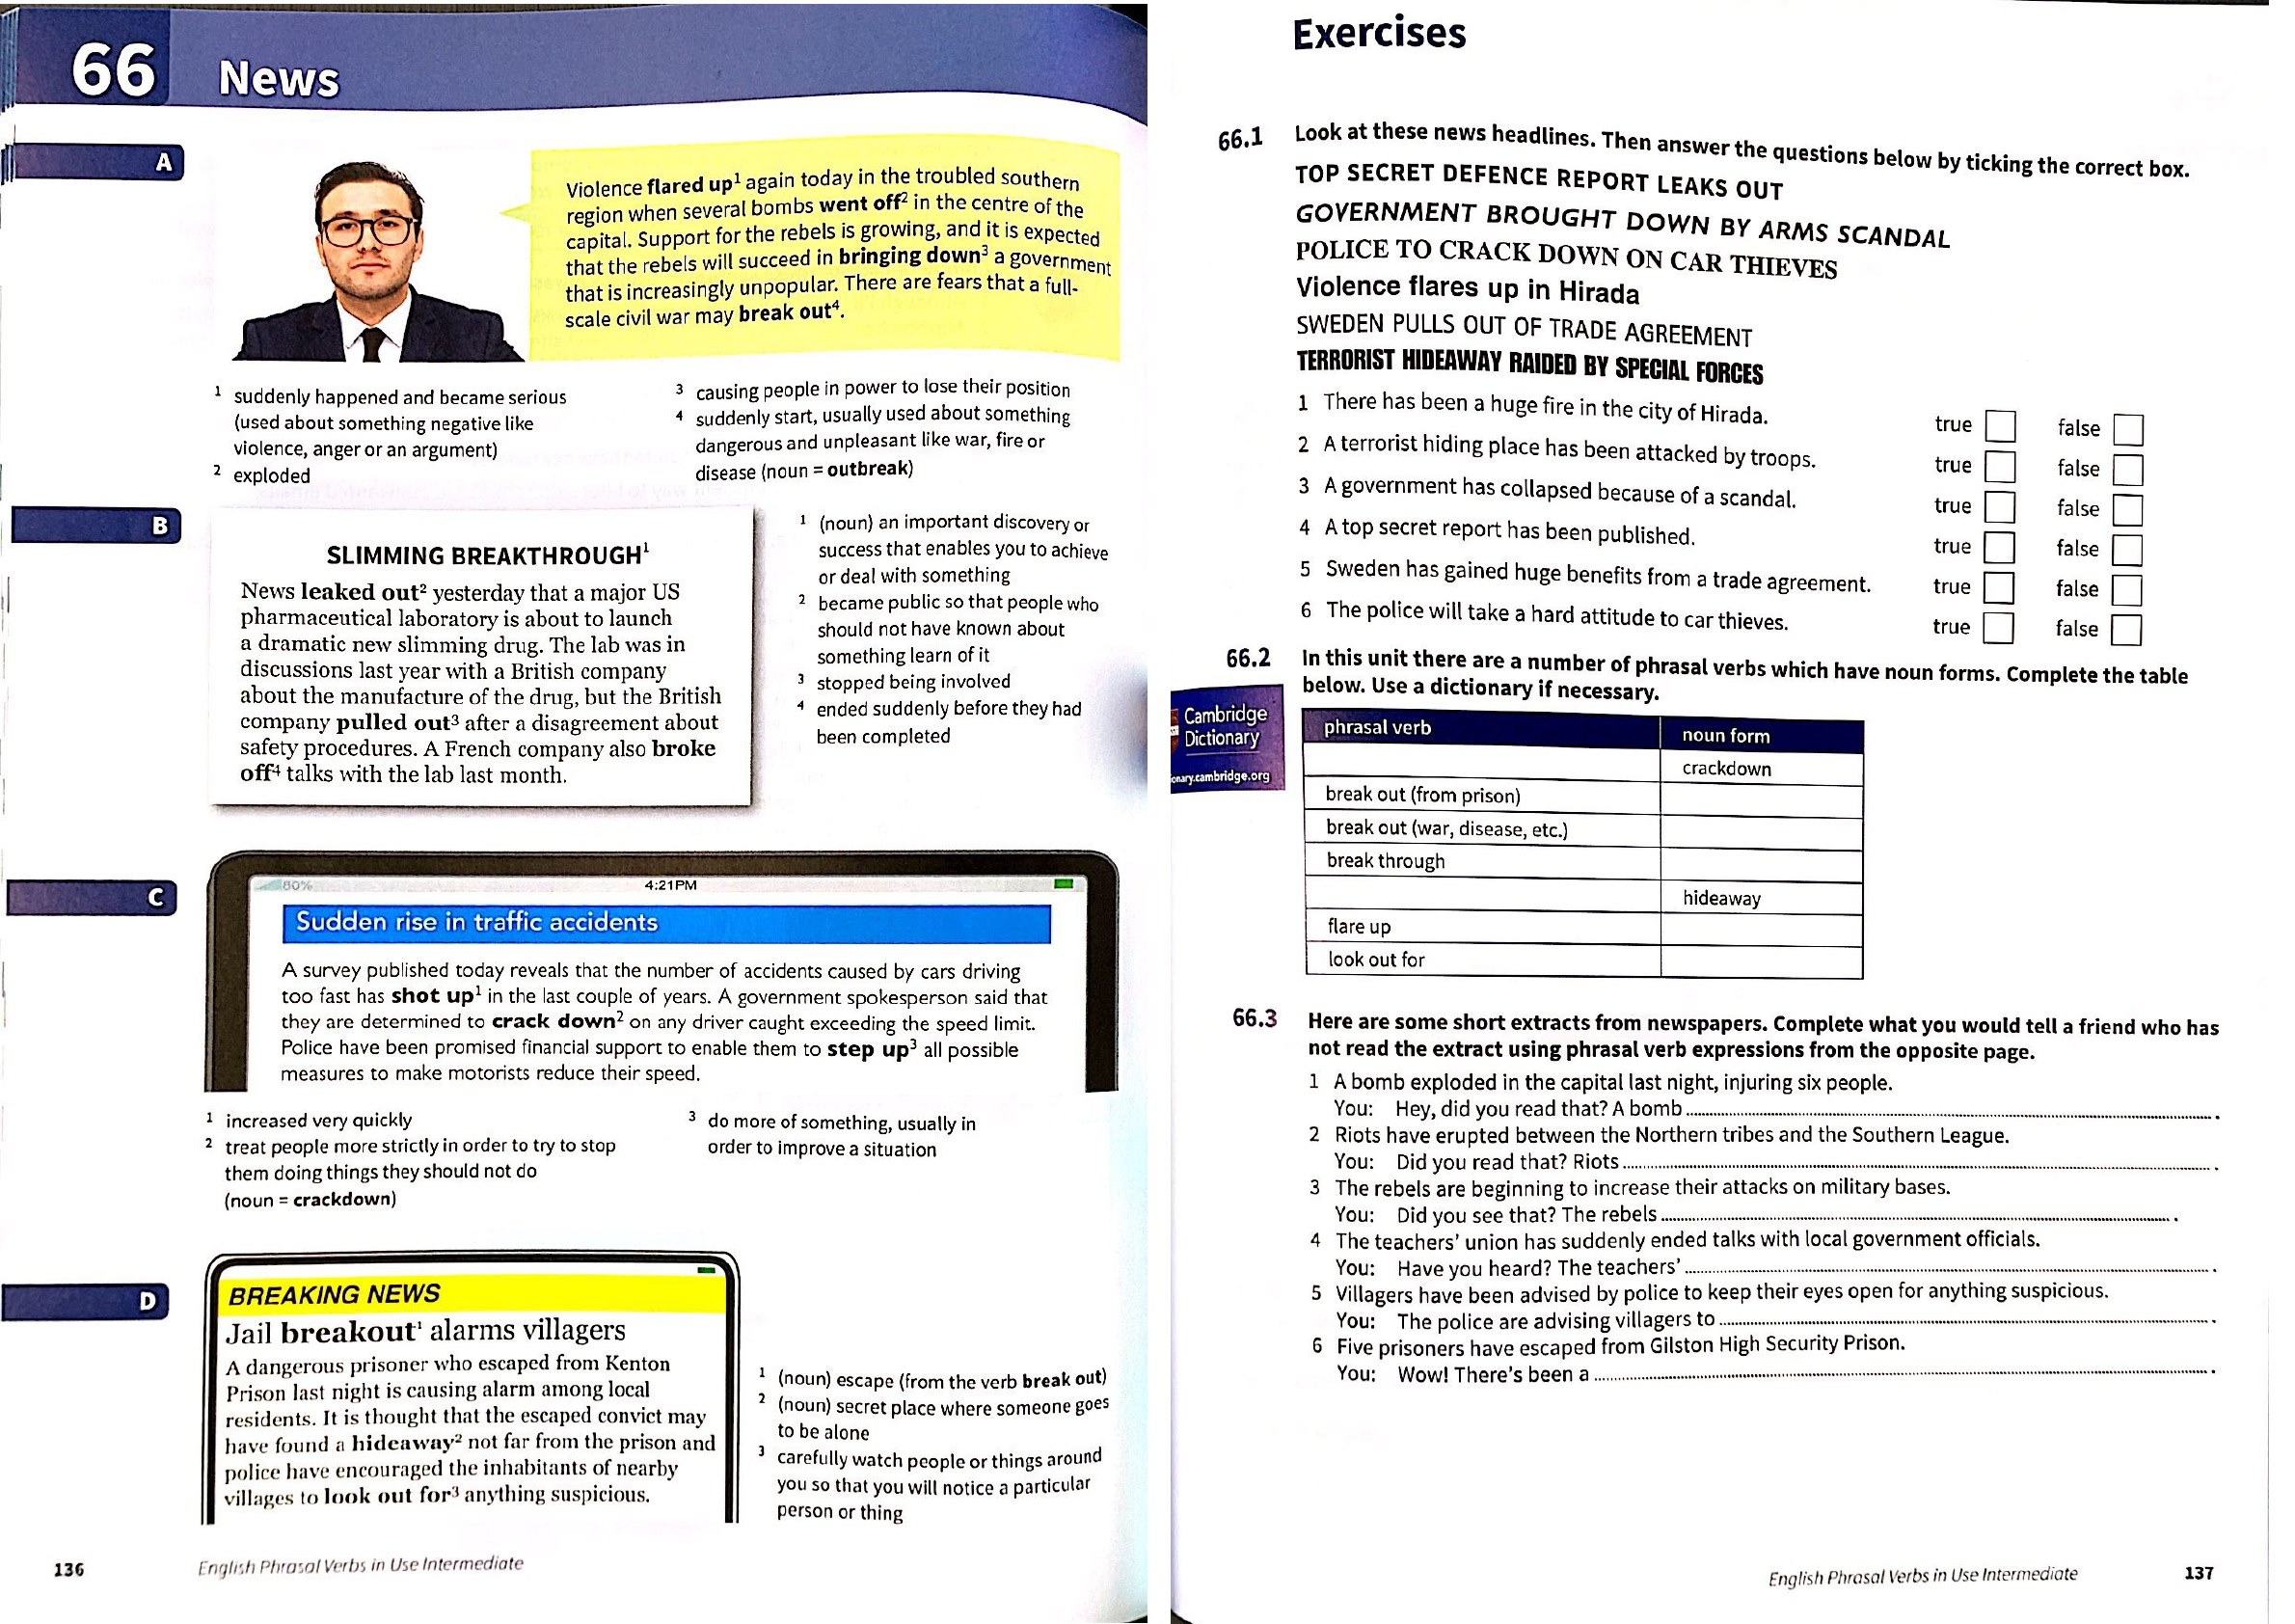 66 News
A
Violence flared up¹ again today in the troubled southern
region when several bombs went off² in the centre of the
capital. Support for the rebels is growing, and it is expected
that the rebels will succeed in bringing down³ a government
that is increasingly unpopular. There are fears that a full-
scale civil war may break out⁴.
1 suddenly happened and became serious
(used about something negative like
violence, anger or an argument)
2 exploded
3 causing people in power to lose their position
4 suddenly start, usually used about something
dangerous and unpleasant like war, fire or
disease (noun = outbreak)
B
SLIMMING BREAKTHROUGH¹
News leaked out² yesterday that a major US
pharmaceutical laboratory is about to launch
a dramatic new slimming drug. The lab was in
discussions last year with a British company
about the manufacture of the drug, but the British
company pulled out³ after a disagreement about
safety procedures. A French company also broke
off⁴ talks with the lab last month.
1 (noun) an important discovery or
success that enables you to achieve
or deal with something
2 became public so that people who
should not have known about
something learn of it
3 stopped being involved
4 ended suddenly before they had
been completed
C
80% 4:21PM
Sudden rise in traffic accidents
A survey published today reveals that the number of accidents caused by cars driving
too fast has shot up¹ in the last couple of years. A government spokesperson said that
they are determined to crack down² on any driver caught exceeding the speed limit.
Police have been promised financial support to enable them to step up³ all possible
measures to make motorists reduce their speed.
1 increased very quickly
2 treat people more strictly in order to try to stop
them doing things they should not do
(noun = crackdown)
3 do more of something, usually in
order to improve a situation
D
BREAKING NEWS
Jail breakout¹ alarms villagers
A dangerous prisoner who escaped from Kenton
Prison last night is causing alarm among local
residents. It is thought that the escaped convict may
have found a hideaway² not far from the prison and
police have encouraged the inhabitants of nearby
villages to look out for³ anything suspicious.
1 (noun) escape (from the verb break out)
2 (noun) secret place where someone goes
to be alone
3 carefully watch people or things around
you so that you will notice a particular
person or thing
136 English Phrasal Verbs in Use Intermediate
Exercises
66.1 Look at these news headlines. Then answer the questions below by ticking the correct box.
TOP SECRET DEFENCE REPORT LEAKS OUT
GOVERNMENT BROUGHT DOWN BY ARMS SCANDAL
POLICE TO CRACK DOWN ON CAR THIEVES
Violence flares up in Hirada
SWEDEN PULLS OUT OF TRADE AGREEMENT
TERRORIST HIDEAWAY RAIDED BY SPECIAL FORCES
1 There has been a huge fire in the city of Hirada. true false
2 A terrorist hiding place has been attacked by troops. true false
3 A government has collapsed because of a scandal. true false
4 A top secret report has been published. true false
5 Sweden has gained huge benefits from a trade agreement. true false
6 The police will take a hard attitude to car thieves. true false
66.2 In this unit there are a number of phrasal verbs which have noun forms. Complete the table
below. Use a dictionary if necessary.
Cambridge
Dictionary
onary.cambridge.org
phrasal verb noun form
crackdown
break out (from prison)
break out (war, disease, etc.)
break through
hideaway
flare up
look out for
66.3 Here are some short extracts from newspapers. Complete what you would tell a friend who has
not read the extract using phrasal verb expressions from the opposite page.
1 A bomb exploded in the capital last night, injuring six people.
You: Hey, did you read that? A bomb .
2 Riots have erupted between the Northern tribes and the Southern League.
You: Did you read that? Riots .
3 The rebels are beginning to increase their attacks on military bases.
You: Did you see that? The rebels .
4 The teachers' union has suddenly ended talks with local government officials.
You: Have you heard? The teachers' .
5 Villagers have been advised by police to keep their eyes open for anything suspicious.
You: The police are advising villagers to .
6 Five prisoners have escaped from Gilston High Security Prison.
You: Wow! There's been a .
English Phrasal Verbs in Use Intermediate 137